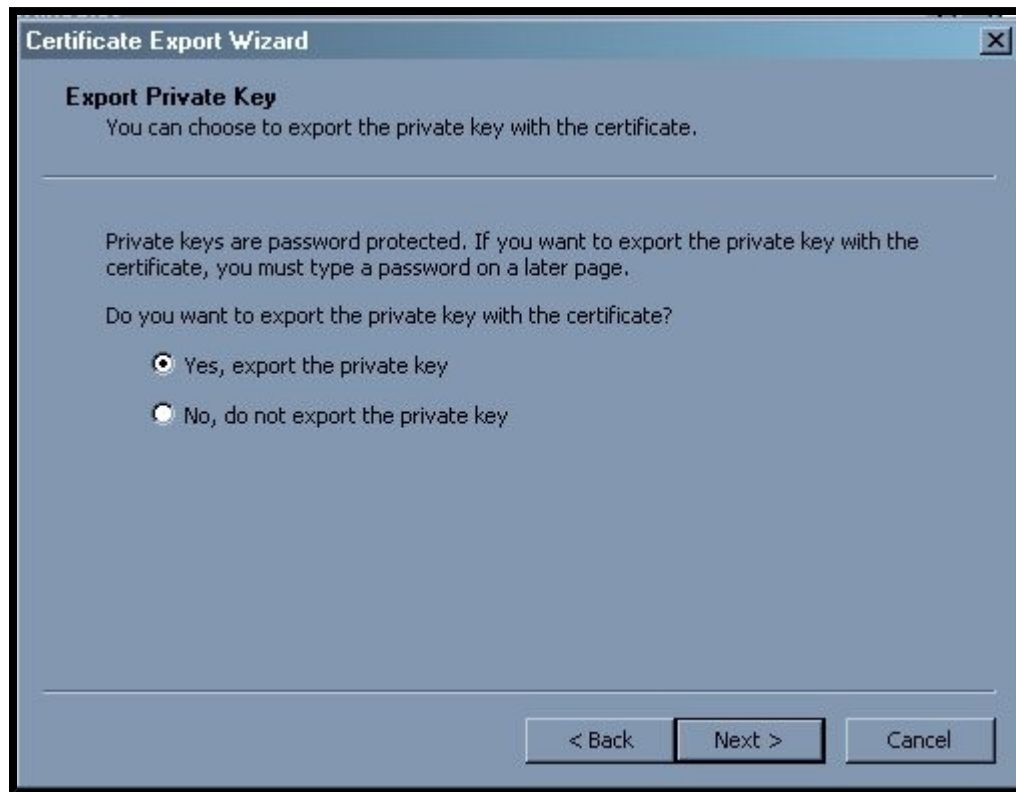 Certificate Export Wizard
Export Private Key
You can choose to export the private key with the certificate.
Private keys are password protected. If you want to export the private key with the
certificate, you must type a password on a later page.
Do you want to export the private key with the certificate?
Yes, export the private key
No, do not export the private key
< Back
Next >
Cancel